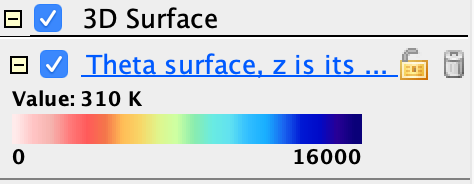 3D Surface
Theta surface, z is its ...
Value: 310 K
0 16000